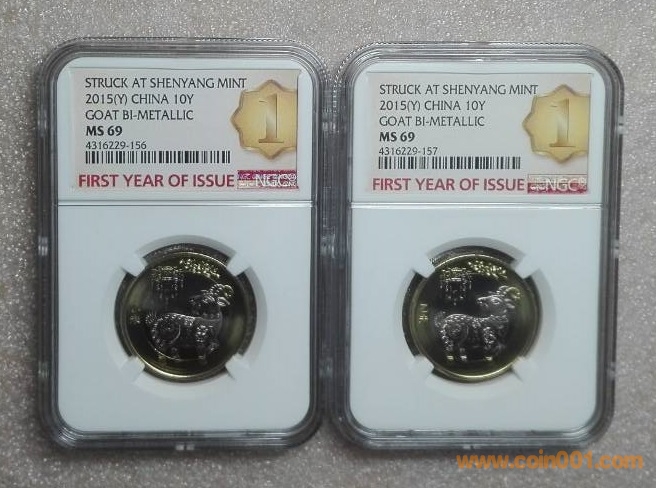 STRUCK AT SHENYANG MINT
2015(Y) CHINA 10Y
GOAT BI-METALLIC
MS 69
4316229-156
1
FIRST YEAR OF ISSUE
NGC
STRUCK AT SHENYANG MINT
2015(Y) CHINA 10Y
GOAT BI-METALLIC
MS 69
4316229-157
1
FIRST YEAR OF ISSUE
NGC
www.coin001.com